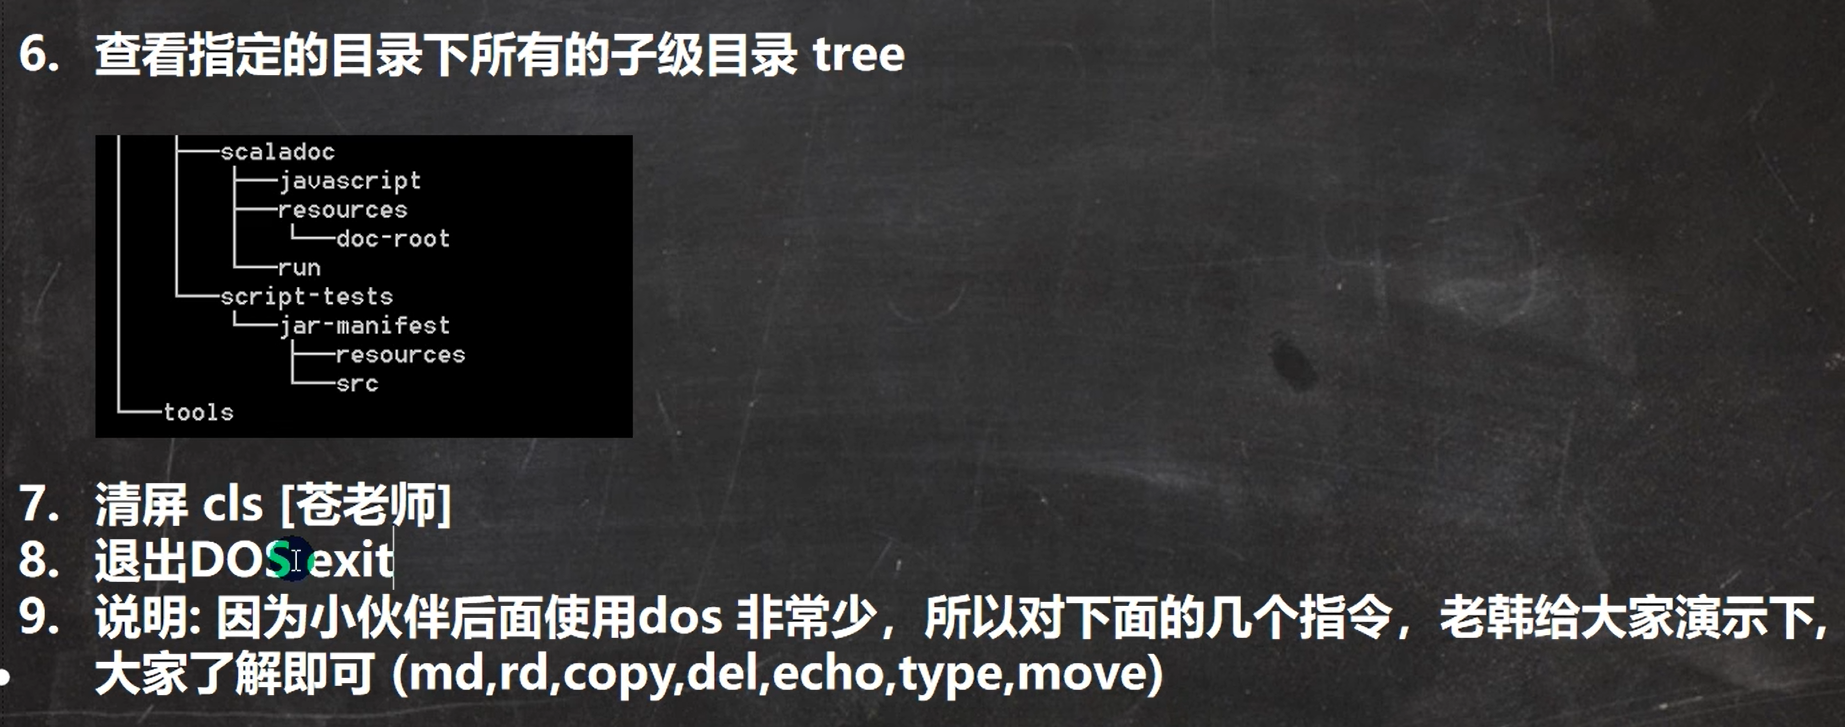 6. 查看指定的目录下所有的子级目录 tree
scaladoc
javascript
resources
doc-root
run
script-tests
jar-manifest
resources
src
tools
7. 清屏 cls [苍老师]
8. 退出DOS exit
9. 说明: 因为小伙伴后面使用dos 非常少，所以对下面的几个指令，老韩给大家演示下,
大家了解即可 (md,rd,copy,del,echo,type,move)